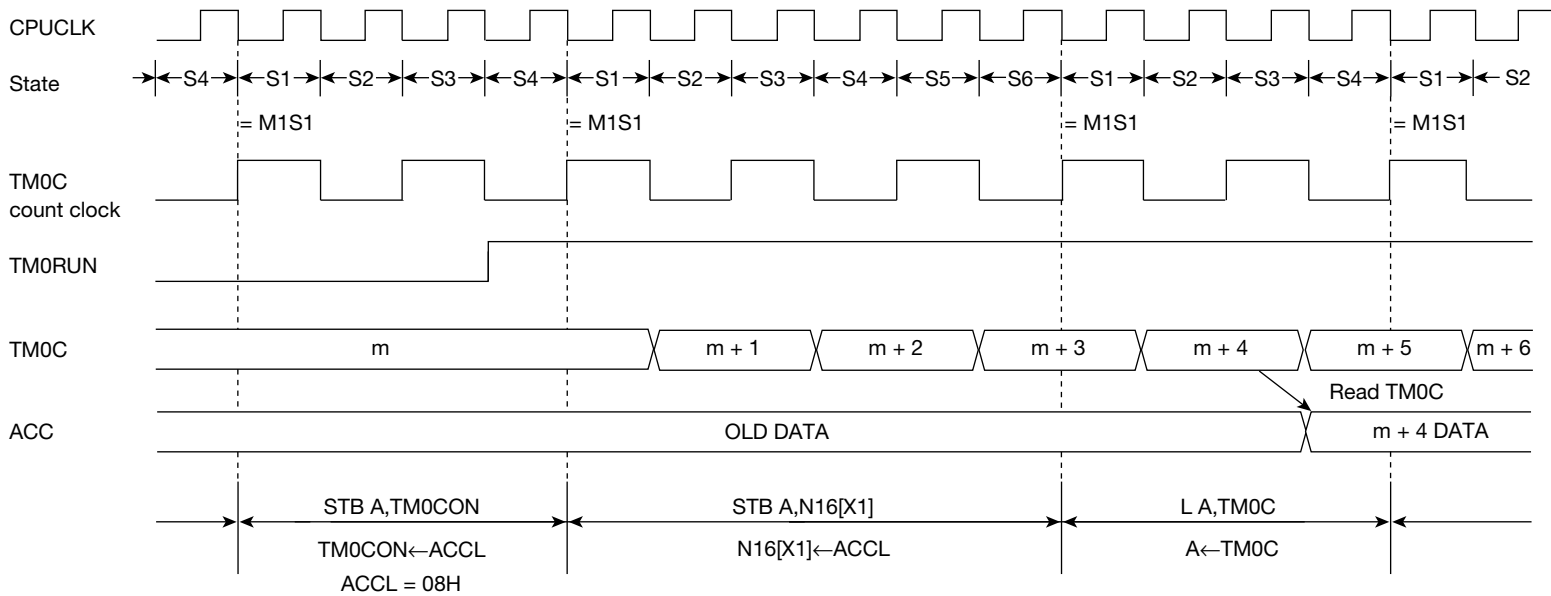 CPUCLK
State
S4 S1 S2 S3 S4 S1 S2 S3 S4 S5 S6 S1 S2 S3 S4 S1 S2
= M1S1 = M1S1 = M1S1 = M1S1
TM0C
count clock
TM0RUN
TM0C
m m + 1 m + 2 m + 3 m + 4 m + 5 m + 6
Read TM0C
ACC
OLD DATA m + 4 DATA
STB A,TM0CON STB A,N16[X1] L A,TM0C
TM0CON←ACCL N16[X1]←ACCL A←TM0C
ACCL = 08H